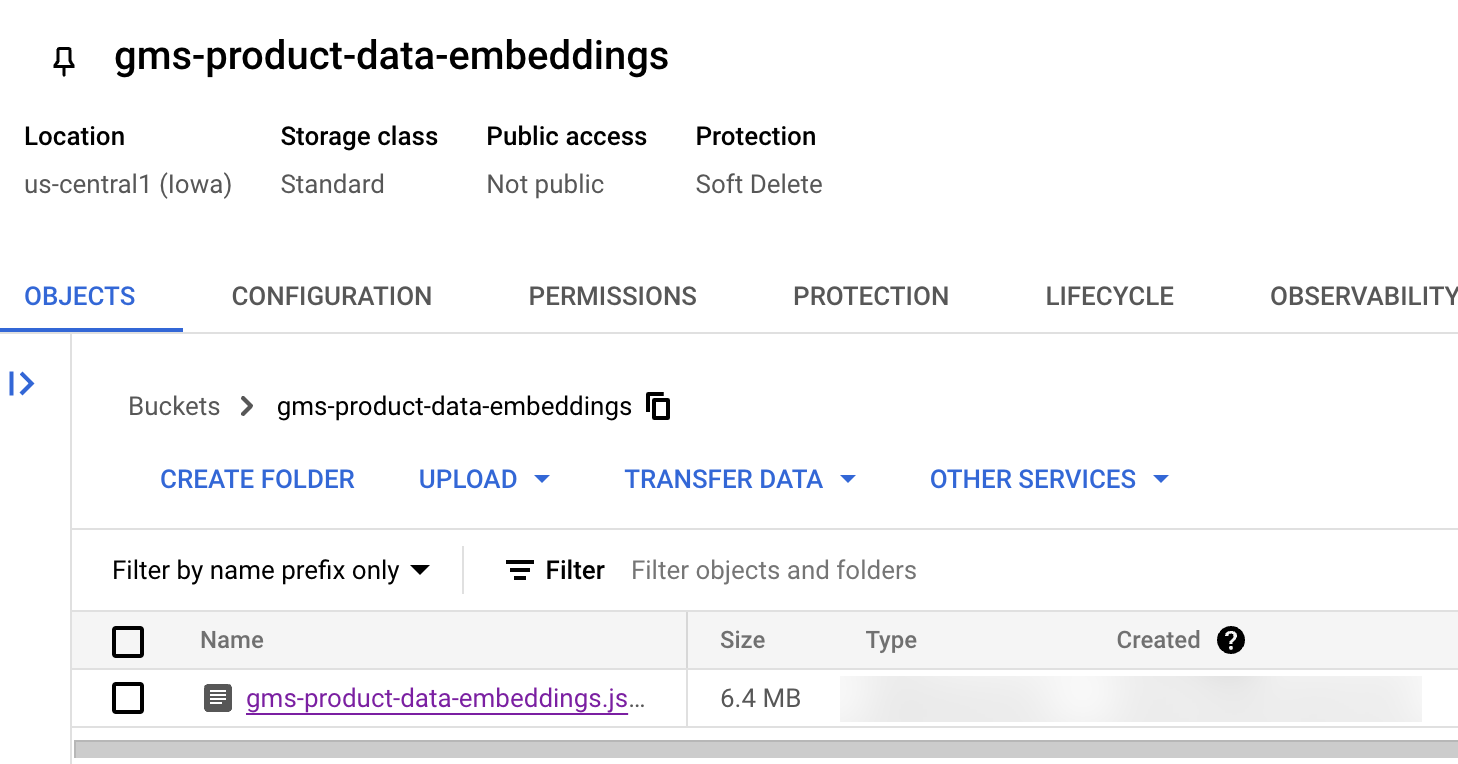 gms-product-data-embeddings
Location Storage class Public access Protection
us-central1 (Iowa) Standard Not public Soft Delete
OBJECTS CONFIGURATION PERMISSIONS PROTECTION LIFECYCLE OBSERVABILITY
Buckets gms-product-data-embeddings
CREATE FOLDER UPLOAD TRANSFER DATA OTHER SERVICES
Filter by name prefix only Filter Filter objects and folders
Name Size Type Created ?
gms-product-data-embeddings.js… 6.4 MB